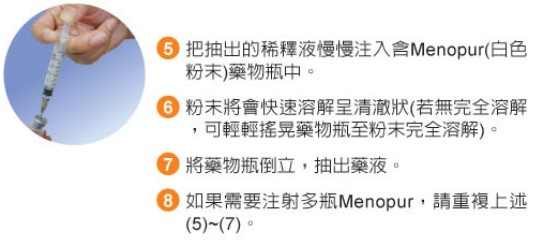 5 把抽出的稀釋液慢慢注入含Menopur(白色
粉末)藥物瓶中。
6 粉末將會快速溶解呈清澈狀(若無完全溶解
，可輕輕搖晃藥物瓶至粉末完全溶解)。
7 將藥物瓶倒立，抽出藥液。
8 如果需要注射多瓶Menopur，請重複上述
(5)~(7)。